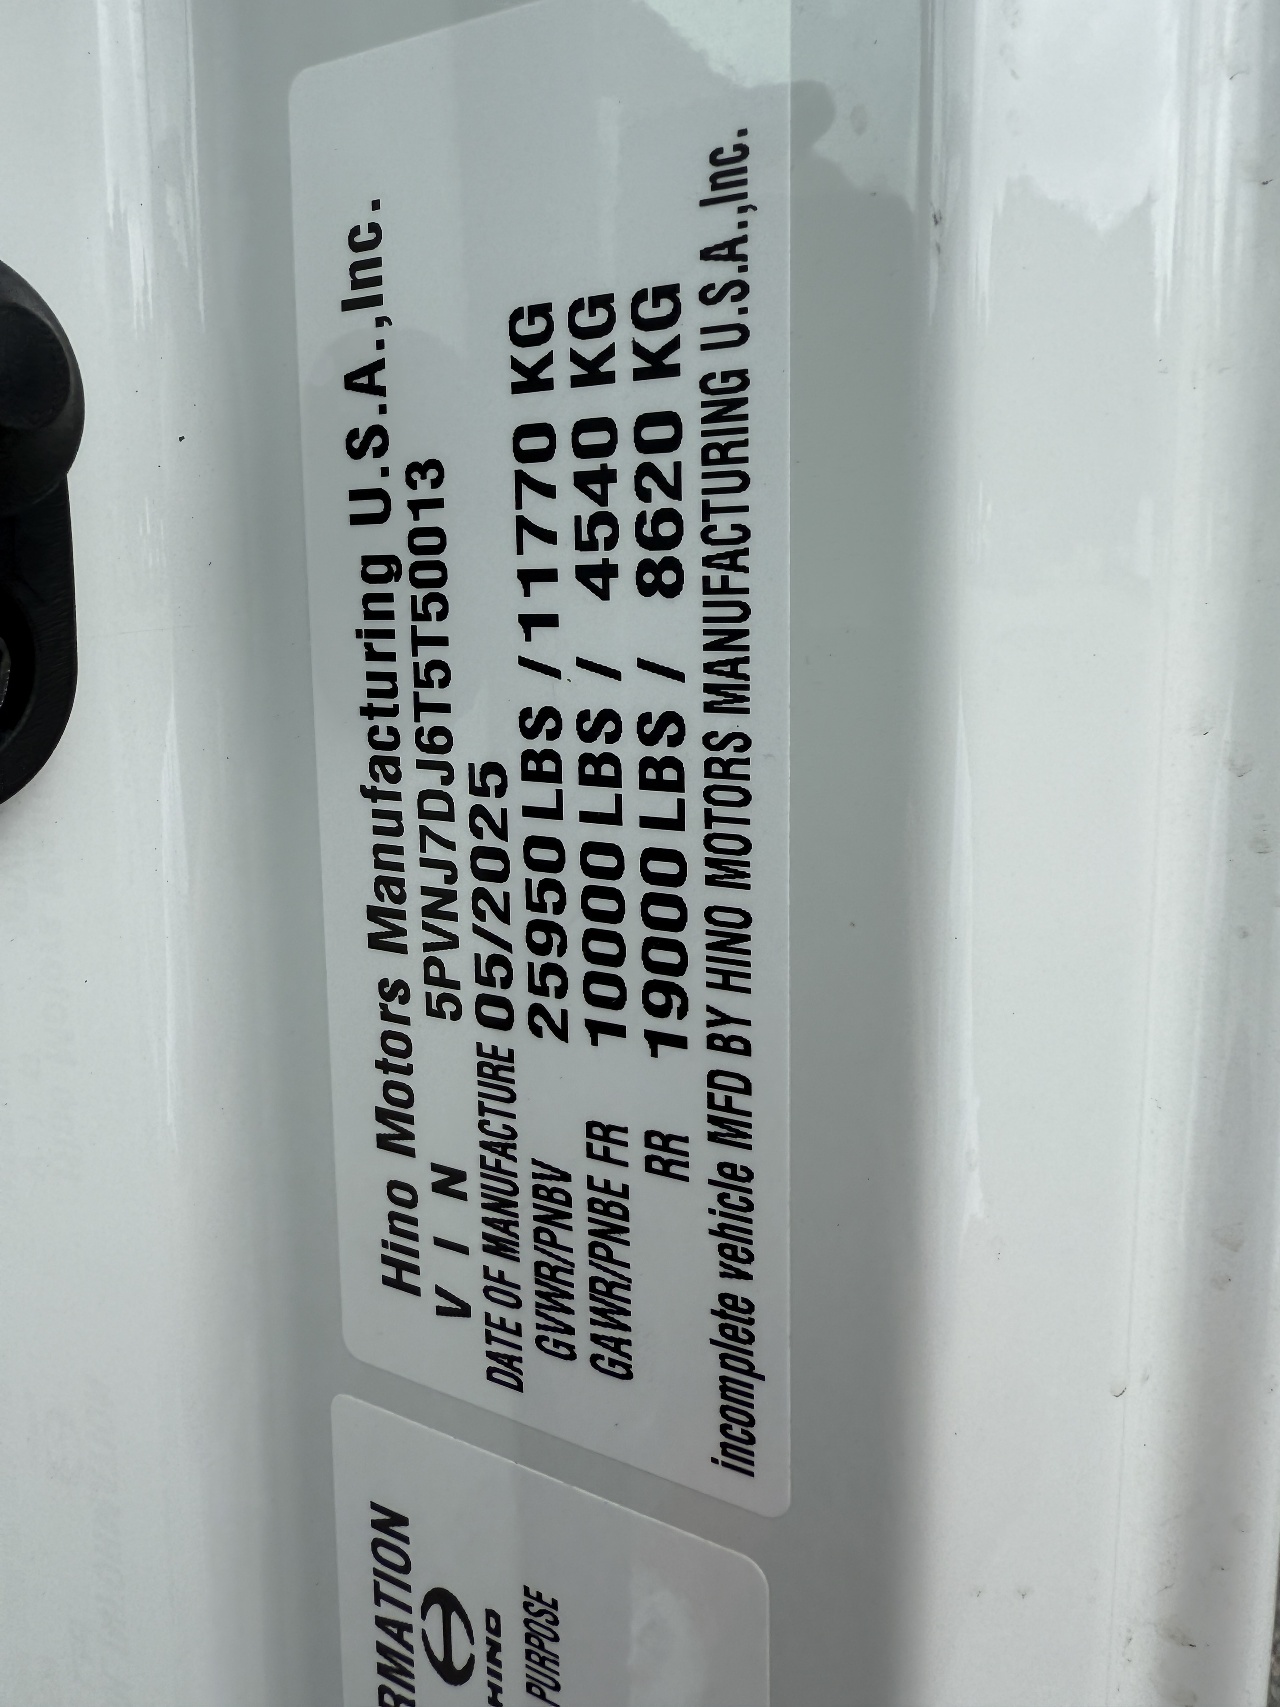 Hino Motors Manufacturing U.S.A.,Inc.
V I N 5PVNJ7DJ6T5T50013
DATE OF MANUFACTURE 05/2025
GVWR/PNBV 25950 LBS / 11770 KG
GAWR/PNBE FR 10000 LBS / 4540 KG
RR 19000 LBS / 8620 KG
incomplete vehicle MFD BY HINO MOTORS MANUFACTURING U.S.A.,Inc.
RMATION
HINO
PURPOSE